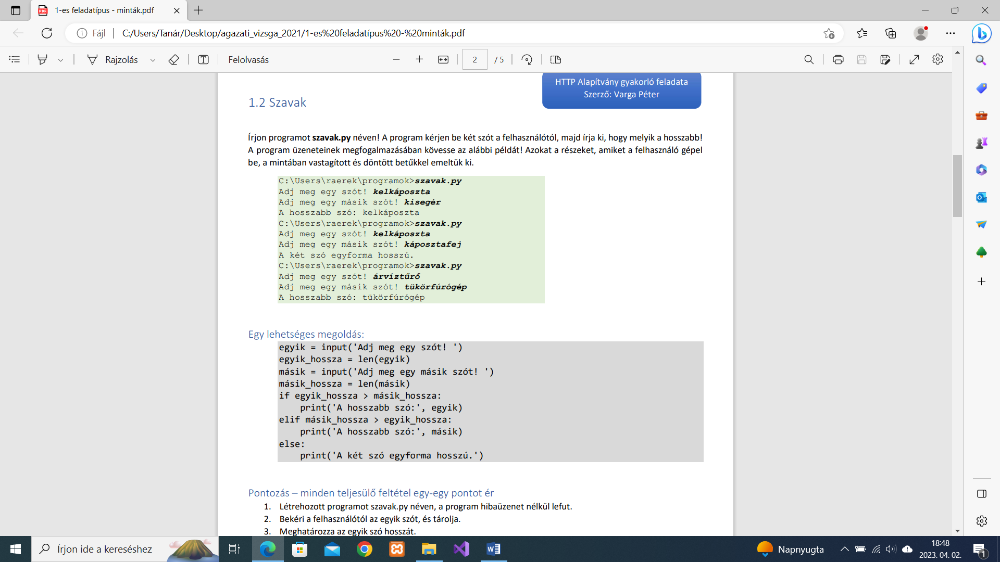 1-es feladatípus - minták.pdf
Fájl
C:/Users/Tanár/Desktop/agazati_vizsga_2021/1-es%20feladatípus%20-%20minták.pdf
Rajzolás
Felolvasás
2
/ 5
HTTP Alapítvány gyakorló feladata
Szerző: Varga Péter
1.2 Szavak
Írjon programot szavak.py néven! A program kérjen be két szót a felhasználótól, majd írja ki, hogy melyik a hosszabb!
A program üzeneteinek megfogalmazásában kövesse az alábbi példát! Azokat a részeket, amiket a felhasználó gépel
be, a mintában vastagított és döntött betűkkel emeltük ki.
C:\Users\raerek\programok>szavak.py
Adj meg egy szót! kelkáposzta
Adj meg egy másik szót! kisegér
A hosszabb szó: kelkáposzta
C:\Users\raerek\programok>szavak.py
Adj meg egy szót! kelkáposzta
Adj meg egy másik szót! káposztafej
A két szó egyforma hosszú.
C:\Users\raerek\programok>szavak.py
Adj meg egy szót! árvíztűrő
Adj meg egy másik szót! tükörfúrógép
A hosszabb szó: tükörfúrógép
Egy lehetséges megoldás:
egyik = input('Adj meg egy szót! ')
egyik_hossza = len(egyik)
másik = input('Adj meg egy másik szót! ')
másik_hossza = len(másik)
if egyik_hossza > másik_hossza:
    print('A hosszabb szó:', egyik)
elif másik_hossza > egyik_hossza:
    print('A hosszabb szó:', másik)
else:
    print('A két szó egyforma hosszú.')
Pontozás – minden teljesülő feltétel egy-egy pontot ér
1. Létrehozott programot szavak.py néven, a program hibaüzenet nélkül lefut.
2. Bekéri a felhasználótól az egyik szót, és tárolja.
3. Meghatározza az egyik szó hosszát.
Írjon ide a kereséshez
Napnyugta
18:48
2023. 04. 02.
1